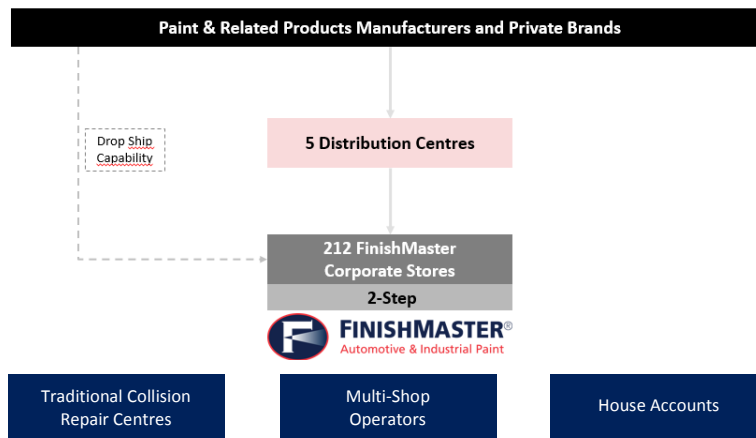 Paint & Related Products Manufacturers and Private Brands
Drop Ship
Capability
5 Distribution Centres
212 FinishMaster
Corporate Stores
2-Step
F
FINISHMASTER®
Automotive & Industrial Paint
Traditional Collision
Repair Centres
Multi-Shop
Operators
House Accounts